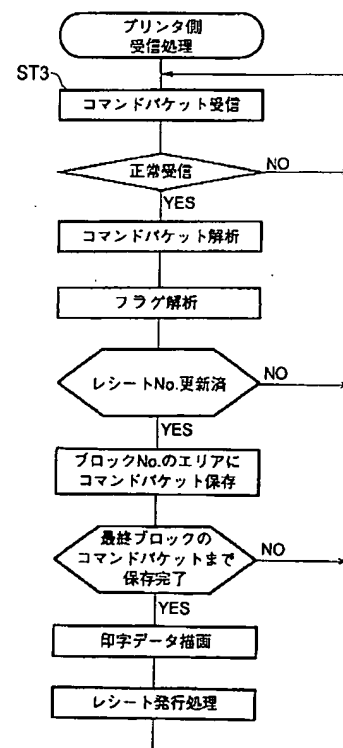 プリンタ側
受信処理
ST3
コマンドパケット受信
正常受信
NO
YES
コマンドパケット解析
フラグ解析
レシートNo.更新済
NO
YES
ブロックNo.のエリアに
コマンドパケット保存
最終ブロックの
コマンドパケットまで
保存完了
NO
YES
印字データ描画
レシート発行処理